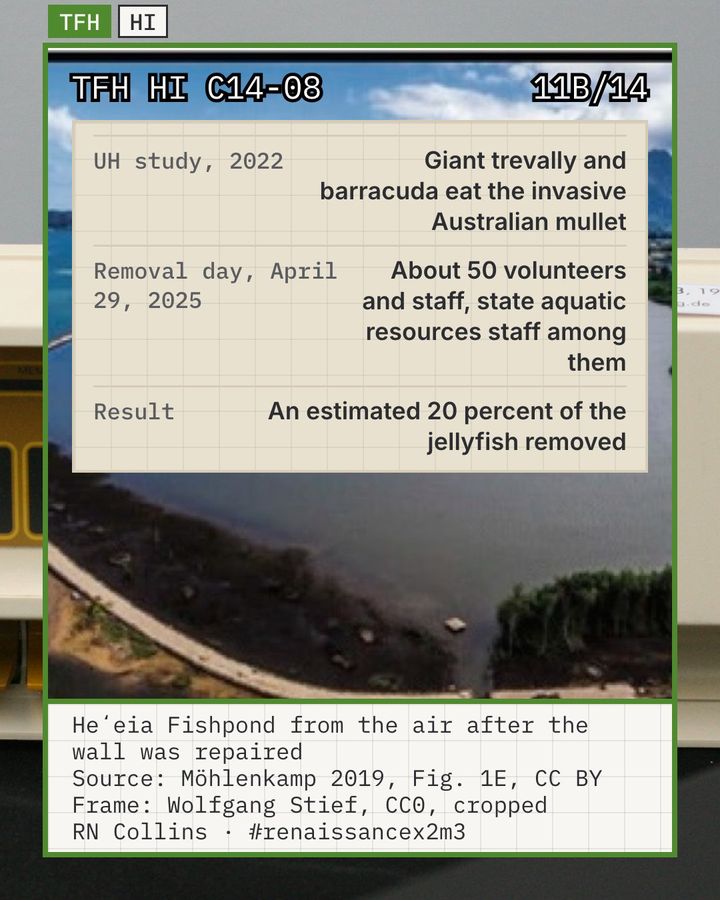 TFH HI
TFH HI C14-08 11B/14
UH study, 2022 Giant trevally and
barracuda eat the invasive
Australian mullet
Removal day, April About 50 volunteers
29, 2025 and staff, state aquatic
resources staff among
them
Result An estimated 20 percent of the
jellyfish removed
Heʻeia Fishpond from the air after the
wall was repaired
Source: Möhlenkamp 2019, Fig. 1E, CC BY
Frame: Wolfgang Stief, CC0, cropped
RN Collins · #renaissancex2m3